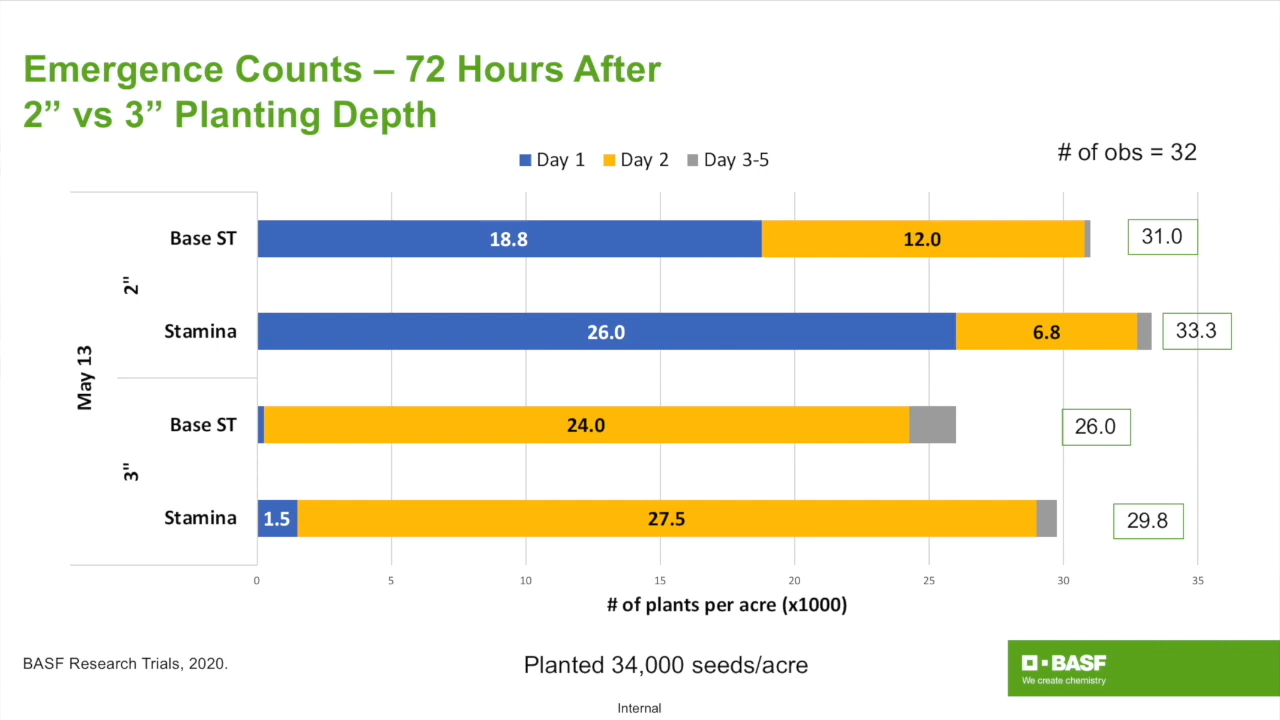 Emergence Counts – 72 Hours After
2” vs 3” Planting Depth
# of obs = 32
Day 1 Day 2 Day 3-5
May 13
2"
Base ST 18.8 12.0 31.0
Stamina 26.0 6.8 33.3
3"
Base ST 24.0 26.0
Stamina 1.5 27.5 29.8
0 5 10 15 20 25 30 35
# of plants per acre (x1000)
BASF Research Trials, 2020.
Planted 34,000 seeds/acre
BASF
We create chemistry
Internal